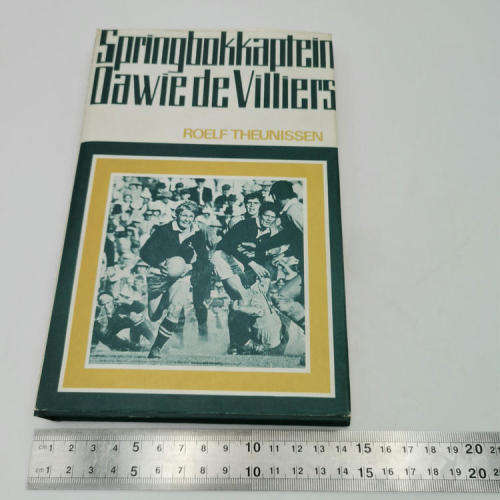 Springbokkaptein
Dawie de Villiers
ROELF THEUNISSEN
cm 1 2 3 4 5 6 7 8 9 10 11 12 13 14 15 16 17 18 19 20 21
cm 1 2 3 4 5 6 7 8 9 10 11 12 13 14 15 16 17 18 19 20 21